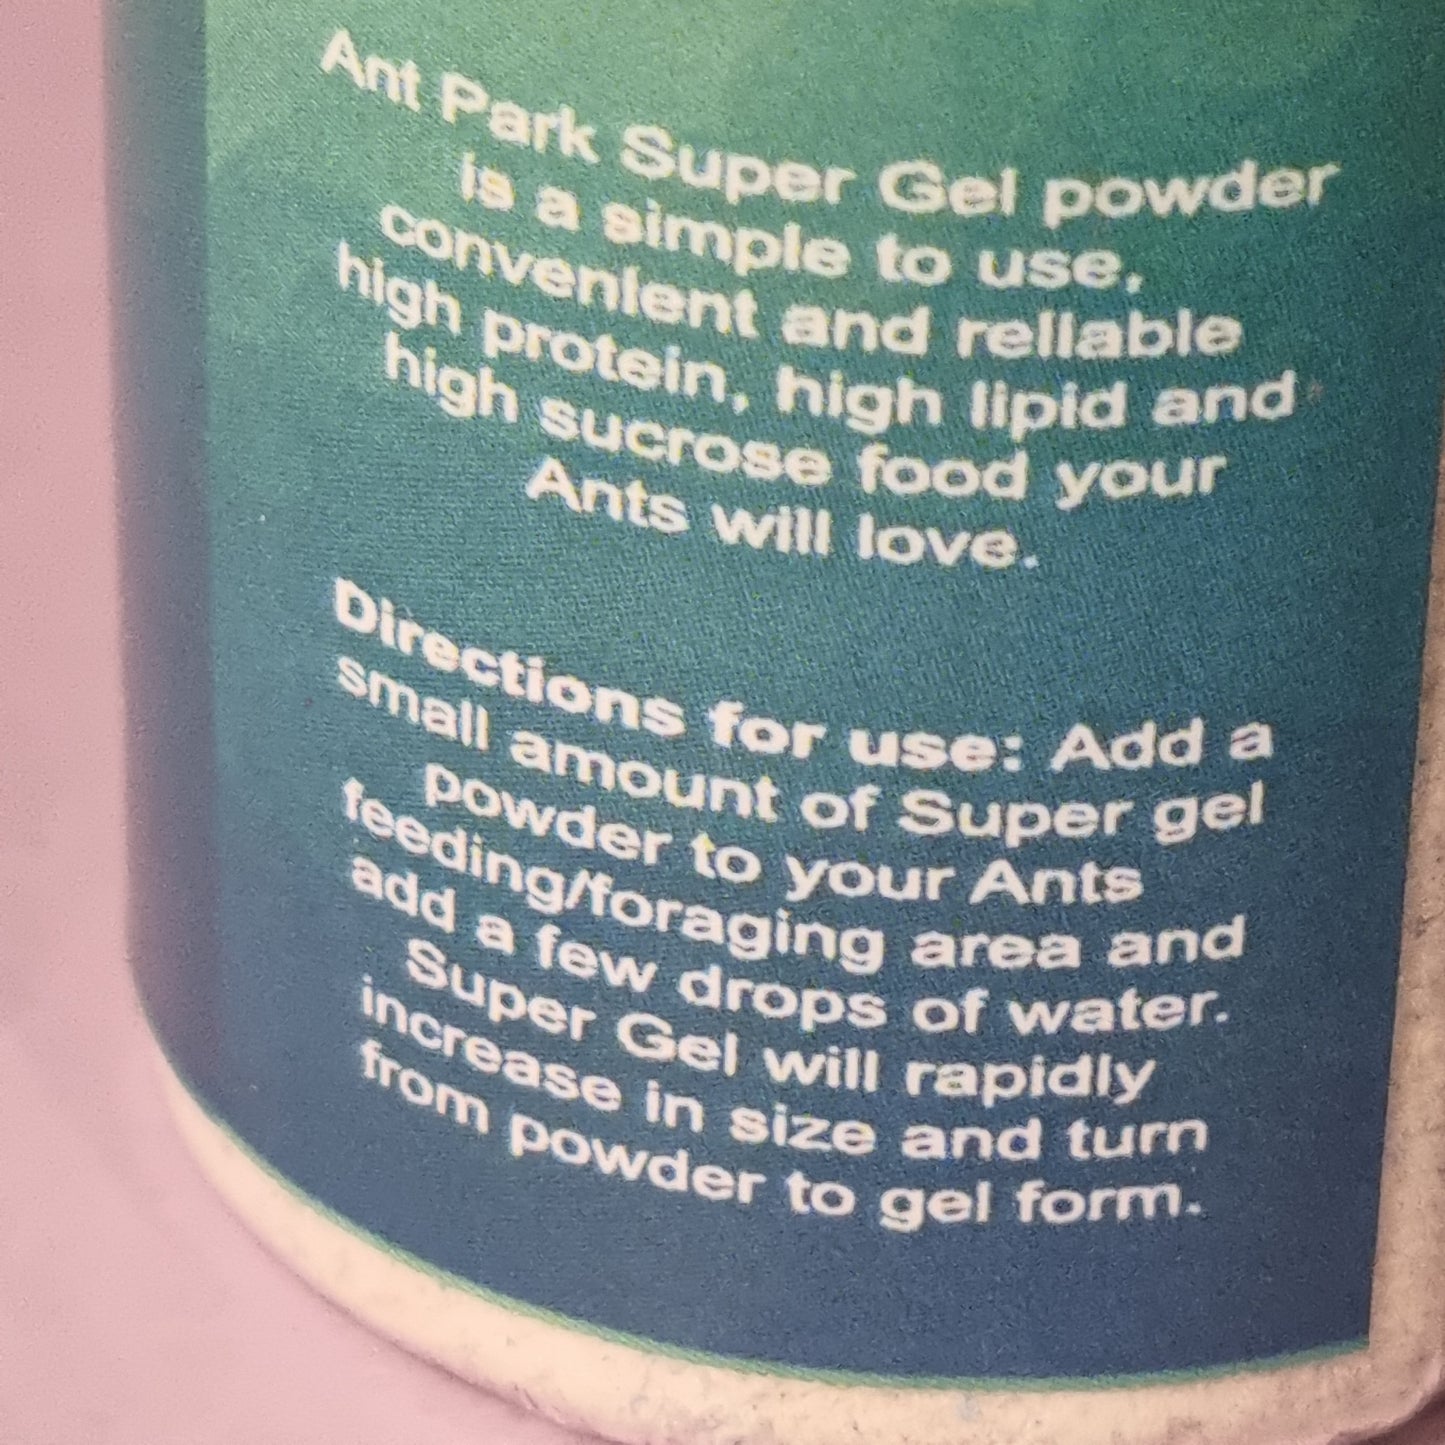 Ant Park Super Gel powder
is a simple to use,
convenient and reliable
high protein, high lipid and
high sucrose food your
Ants will love.
Directions for use: Add a
small amount of Super gel
powder to your Ants
feeding/foraging area and
add a few drops of water.
Super Gel will rapidly
increase in size and turn
from powder to gel form.